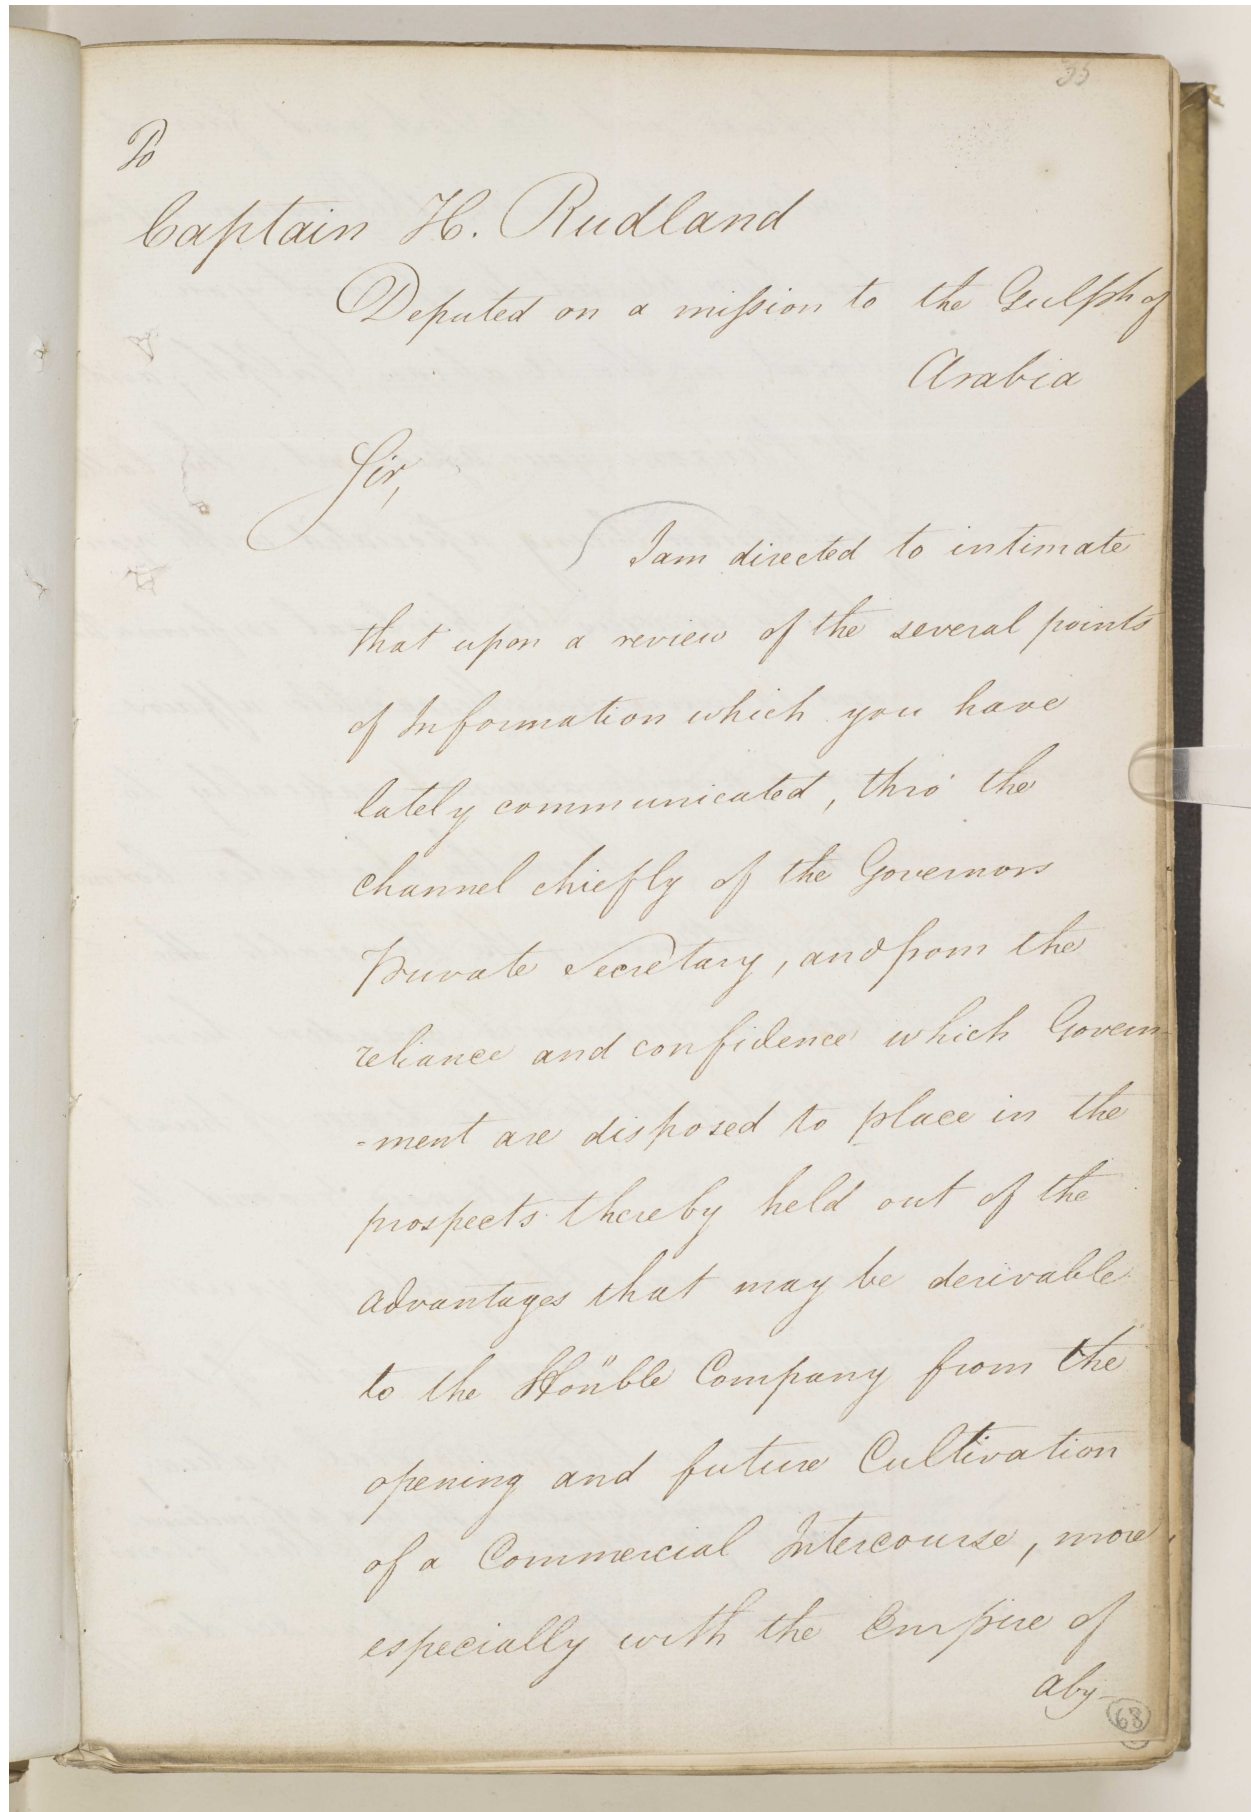 35
To
Captain H. Rudland
Deputed on a mission to the Gulph of
Arabia
Sir,
I am directed to intimate
that upon a review of the several points
of Information which you have
lately communicated, thro' the
channel chiefly of the Governors
Private Secretary, and from the
reliance and confidence which Govern-
-ment are disposed to place in the
prospects thereby held out of the
advantages that may be derivable
to the Hon"ble Company from the
opening and future Cultivation
of a Commercial Intercourse, more
especially with the Empire of
Aby-
68